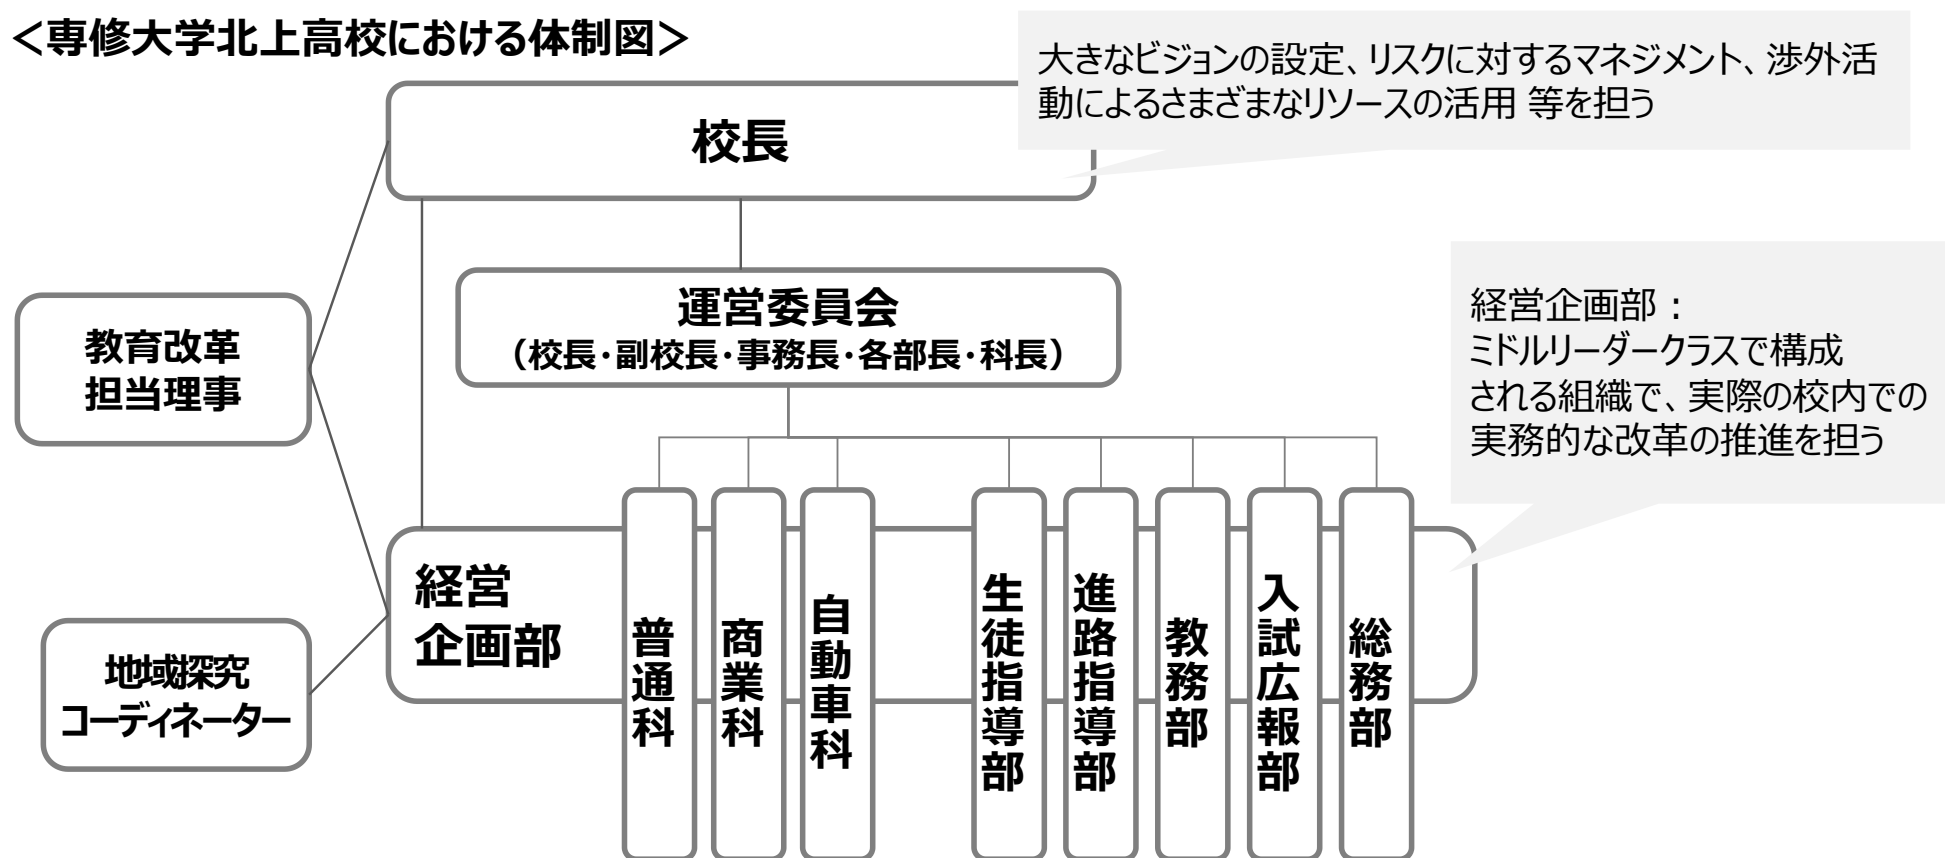 ＜専修大学北上高校における体制図＞
大きなビジョンの設定、リスクに対するマネジメント、渉外活
動によるさまざまなリソースの活用 等を担う
校長
運営委員会
（校長・副校長・事務長・各部長・科長）
教育改革
担当理事
経営企画部：
ミドルリーダークラスで構成
される組織で、実際の校内での
実務的な改革の推進を担う
経営
企画部
普通科
商業科
自動車科
生徒指導部
進路指導部
教務部
入試広報部
総務部
地域探究
コーディネーター